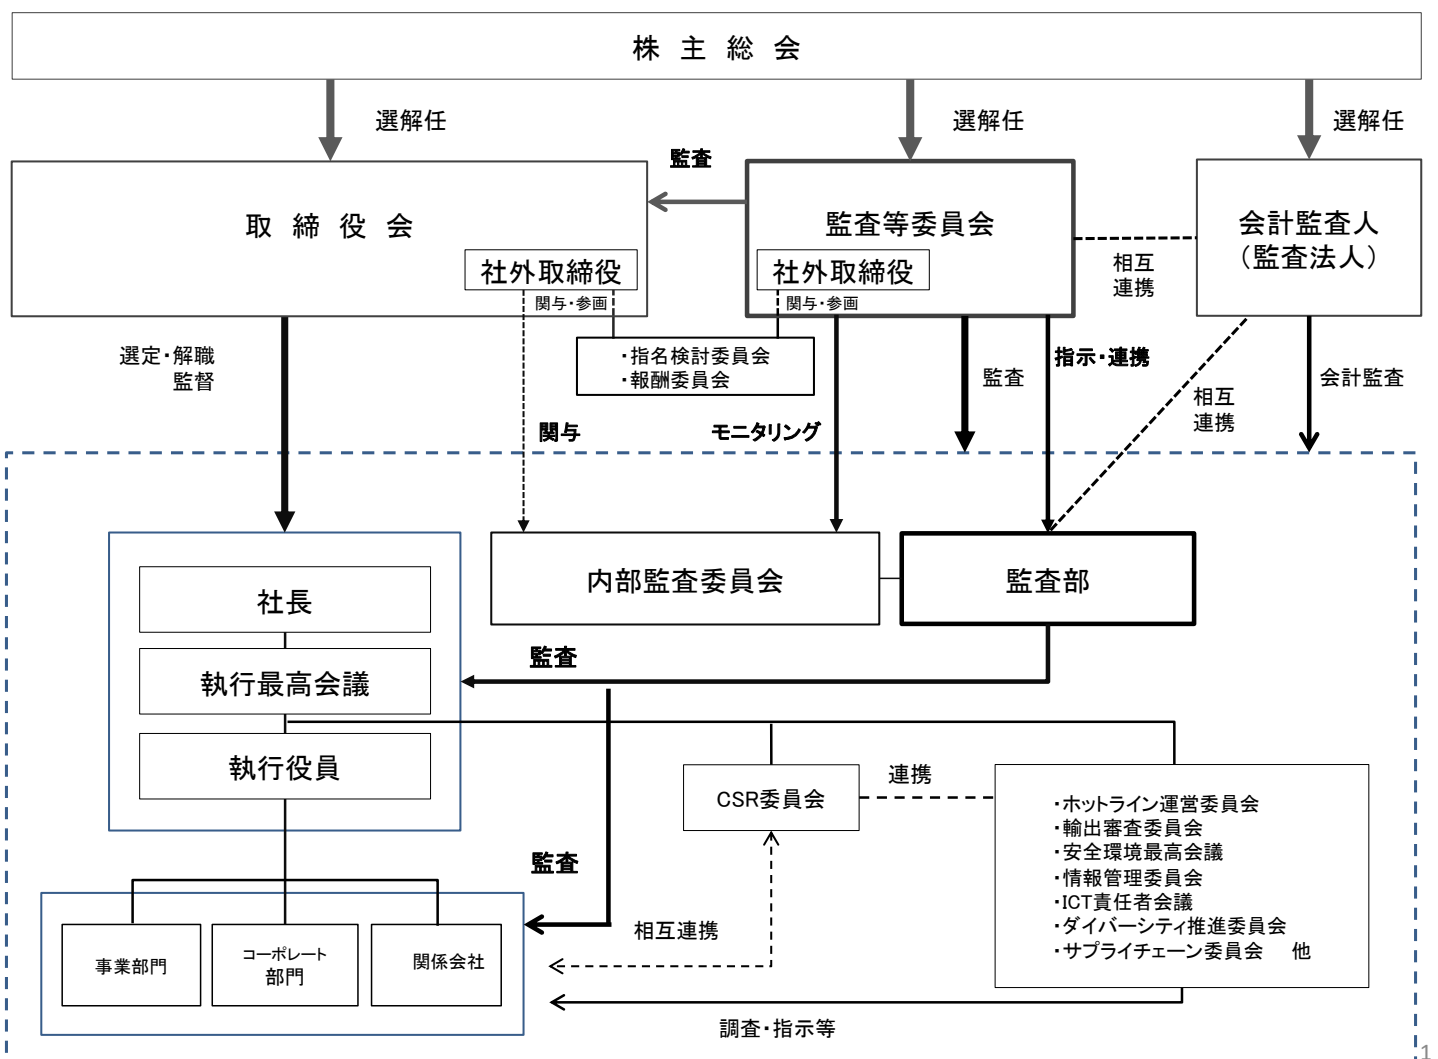 株 主 総 会
選解任
選解任
選解任
監査
取 締 役 会
監査等委員会
会計監査人
（監査法人）
社外取締役
社外取締役
相互
連携
関与・参画
関与・参画
選定・解職
監督
・指名検討委員会
・報酬委員会
監査
指示・連携
会計監査
相互
連携
関与
モニタリング
社長
内部監査委員会
監査部
監査
執行最高会議
執行役員
CSR委員会
連携
・ホットライン運営委員会
・輸出審査委員会
・安全環境最高会議
・情報管理委員会
・ICT責任者会議
・ダイバーシティ推進委員会
・サプライチェーン委員会　他
監査
相互連携
事業部門
コーポレート
部門
関係会社
調査・指示等
1